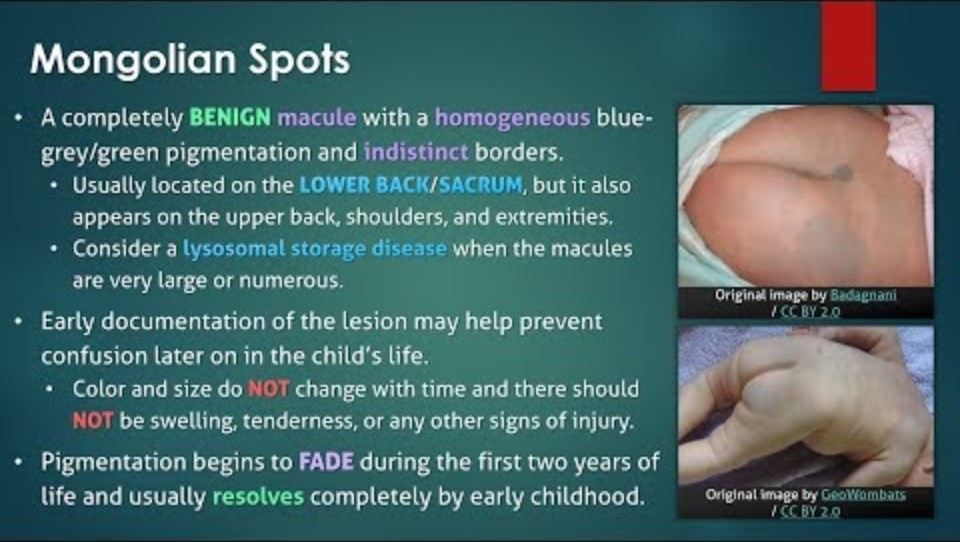 Mongolian Spots
• A completely BENIGN macule with a homogeneous blue-
grey/green pigmentation and indistinct borders.
• Usually located on the LOWER BACK/SACRUM, but it also
appears on the upper back, shoulders, and extremities.
• Consider a lysosomal storage disease when the macules
are very large or numerous.
• Early documentation of the lesion may help prevent
confusion later on in the child's life.
• Color and size do NOT change with time and there should
NOT be swelling, tenderness, or any other signs of injury.
• Pigmentation begins to FADE during the first two years of
life and usually resolves completely by early childhood.
Original image by Badagnani
/ CC BY 2.0
Original image by GeoWombats
/ CC BY 2.0